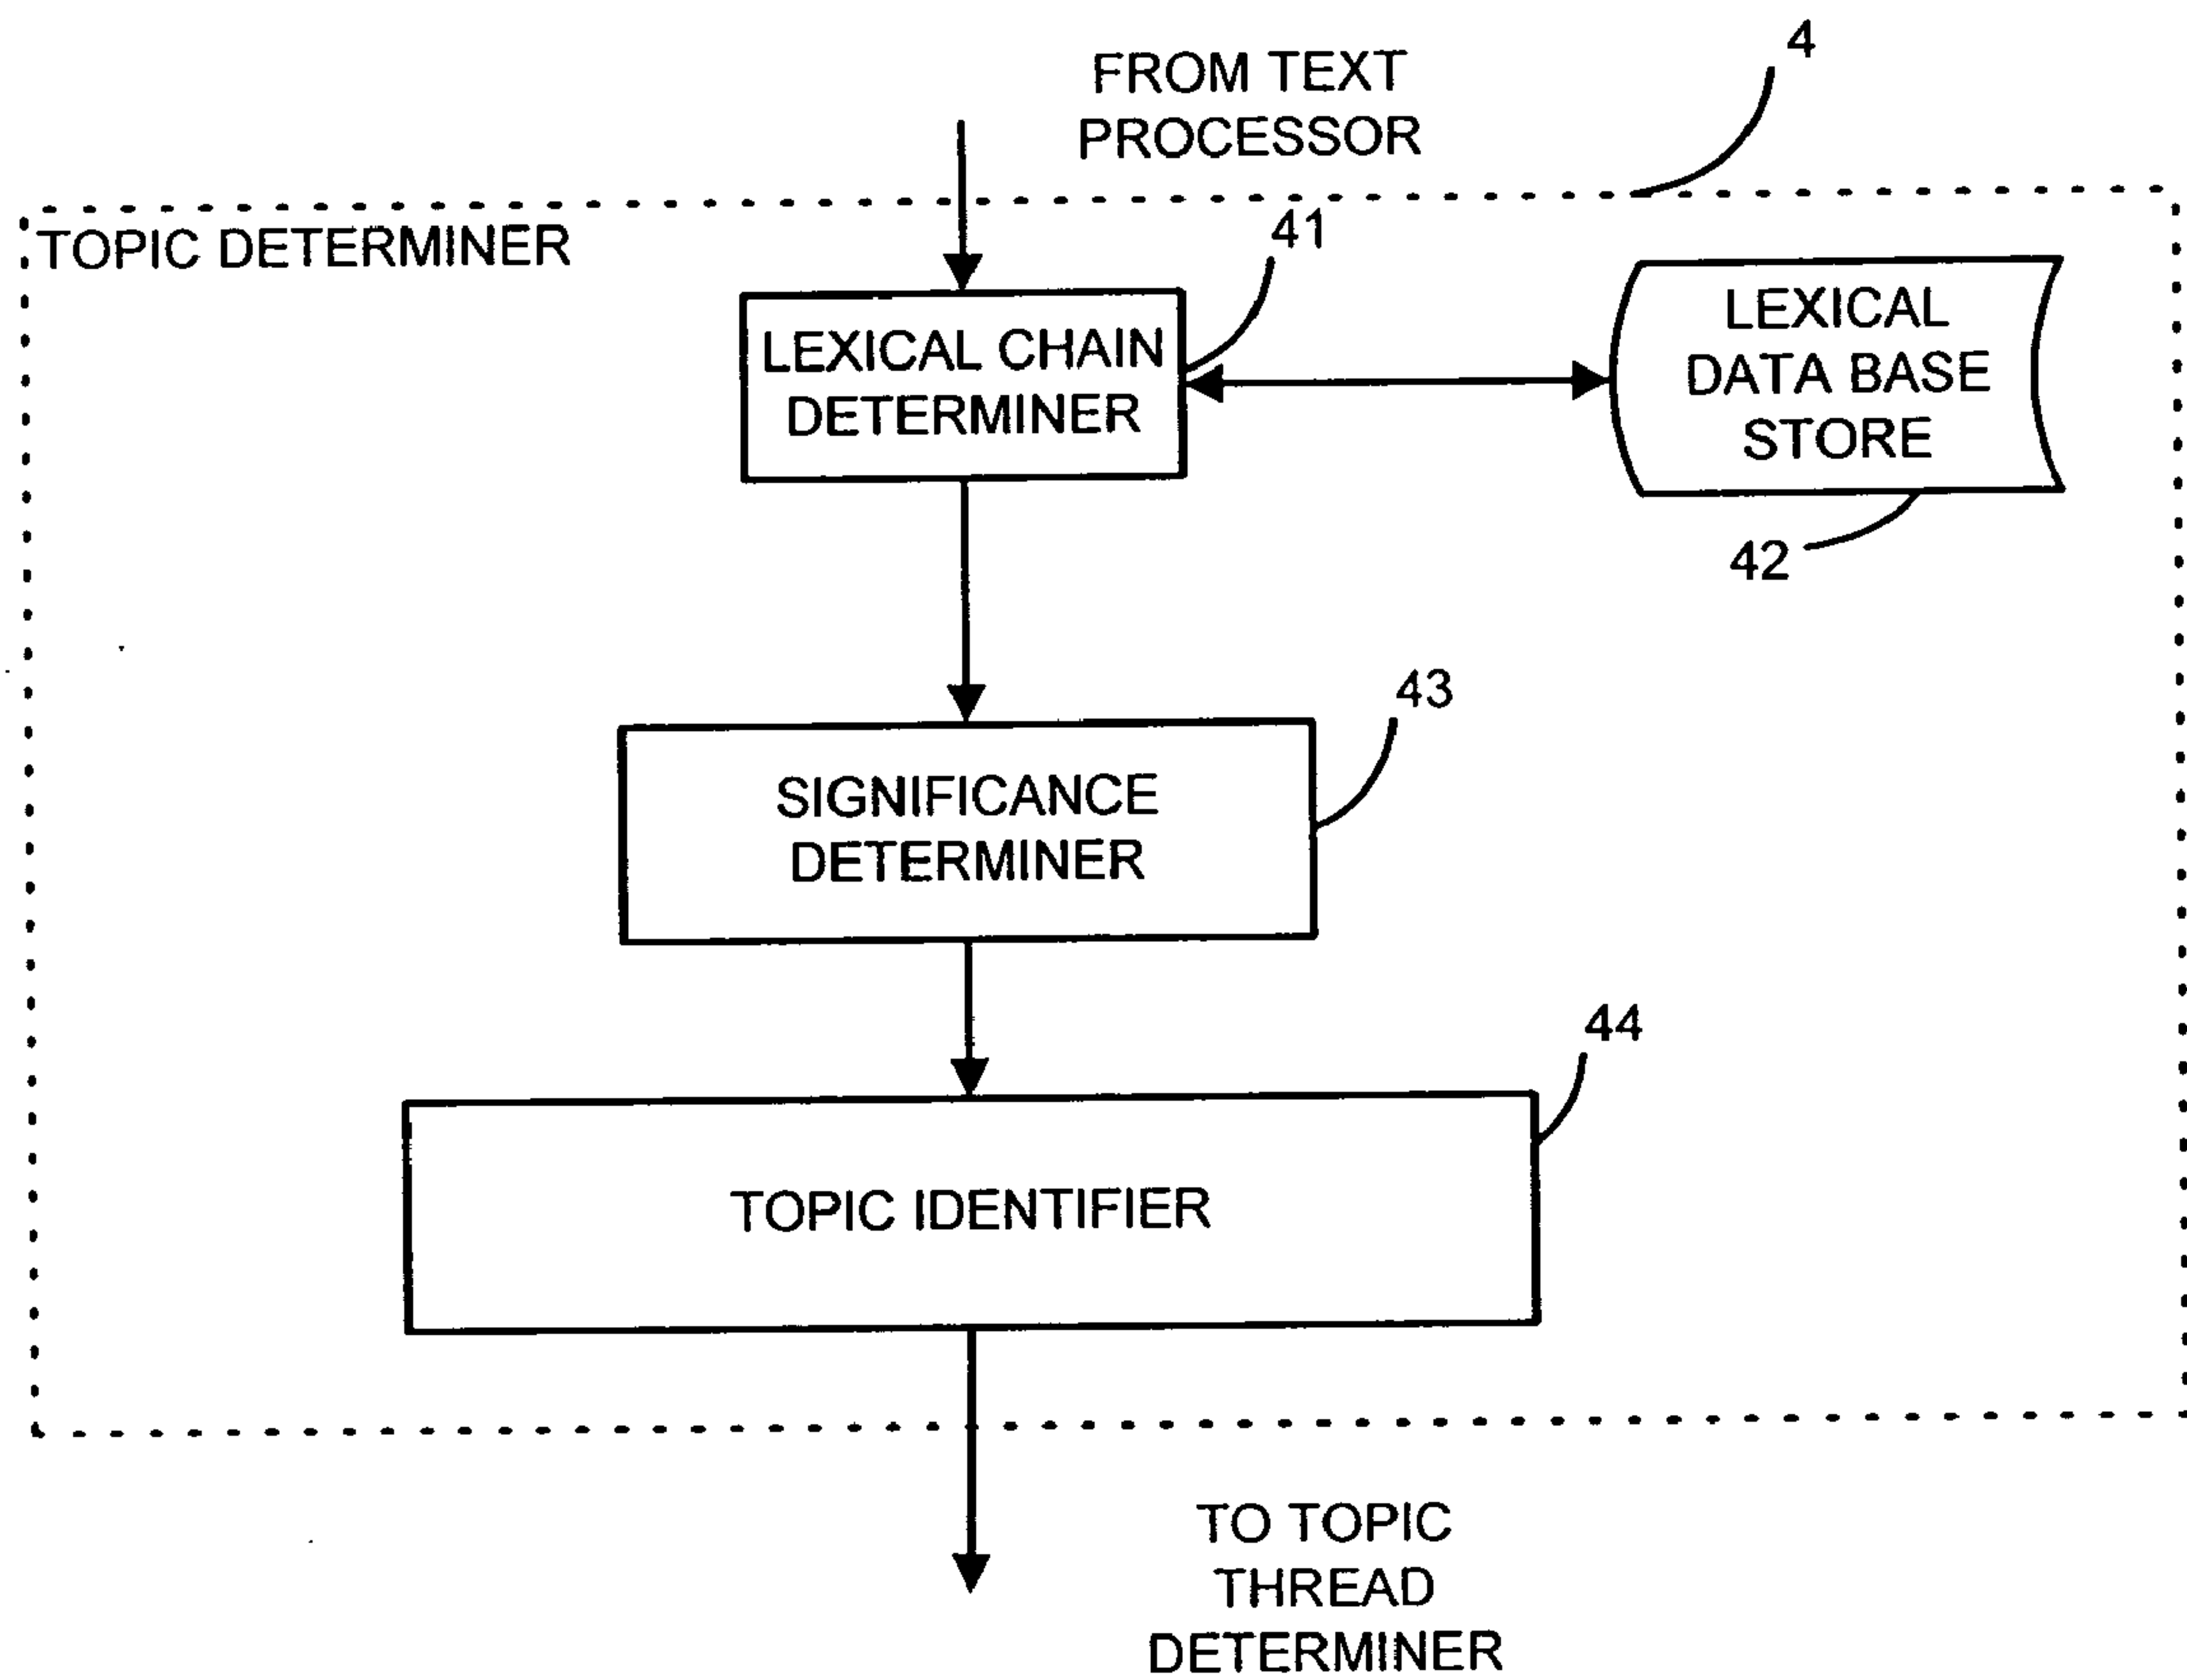 4
FROM TEXT
PROCESSOR
TOPIC DETERMINER
41
LEXICAL CHAIN
DETERMINER
LEXICAL
DATA BASE
STORE
42
43
SIGNIFICANCE
DETERMINER
44
TOPIC IDENTIFIER
TO TOPIC
THREAD
DETERMINER